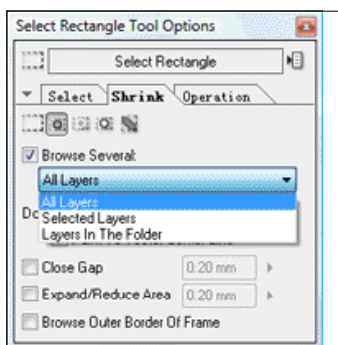 Select Rectangle Tool Options
Select Rectangle
Select Shrink Operation
Browse Several:
All Layers
All Layers
Selected Layers
Layers In The Folder
Close Gap 0.20 mm
Expand/Reduce Area 0.20 mm
Browse Outer Border Of Frame